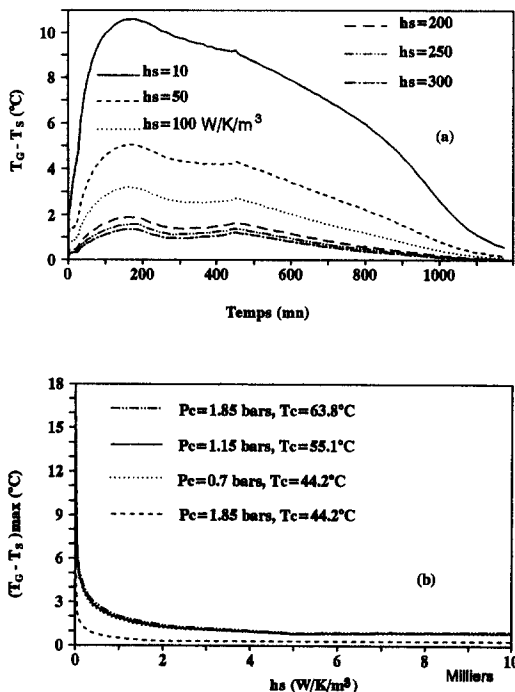 10
8
6
4
2
0
T_G - T_S (°C)
hs=10
hs=50
hs=100 W/K/m³
hs=200
hs=250
hs=300
(a)
0 200 400 600 800 1000
Temps (mn)
18
15
12
9
6
3
0
(T_G - T_S)max (°C)
Pc=1.85 bars, Tc=63.8°C
Pc=1.15 bars, Tc=55.1°C
Pc=0.7 bars, Tc=44.2°C
Pc=1.85 bars, Tc=44.2°C
(b)
0 2 4 6 8 10
hs (W/K/m³)
Milliers